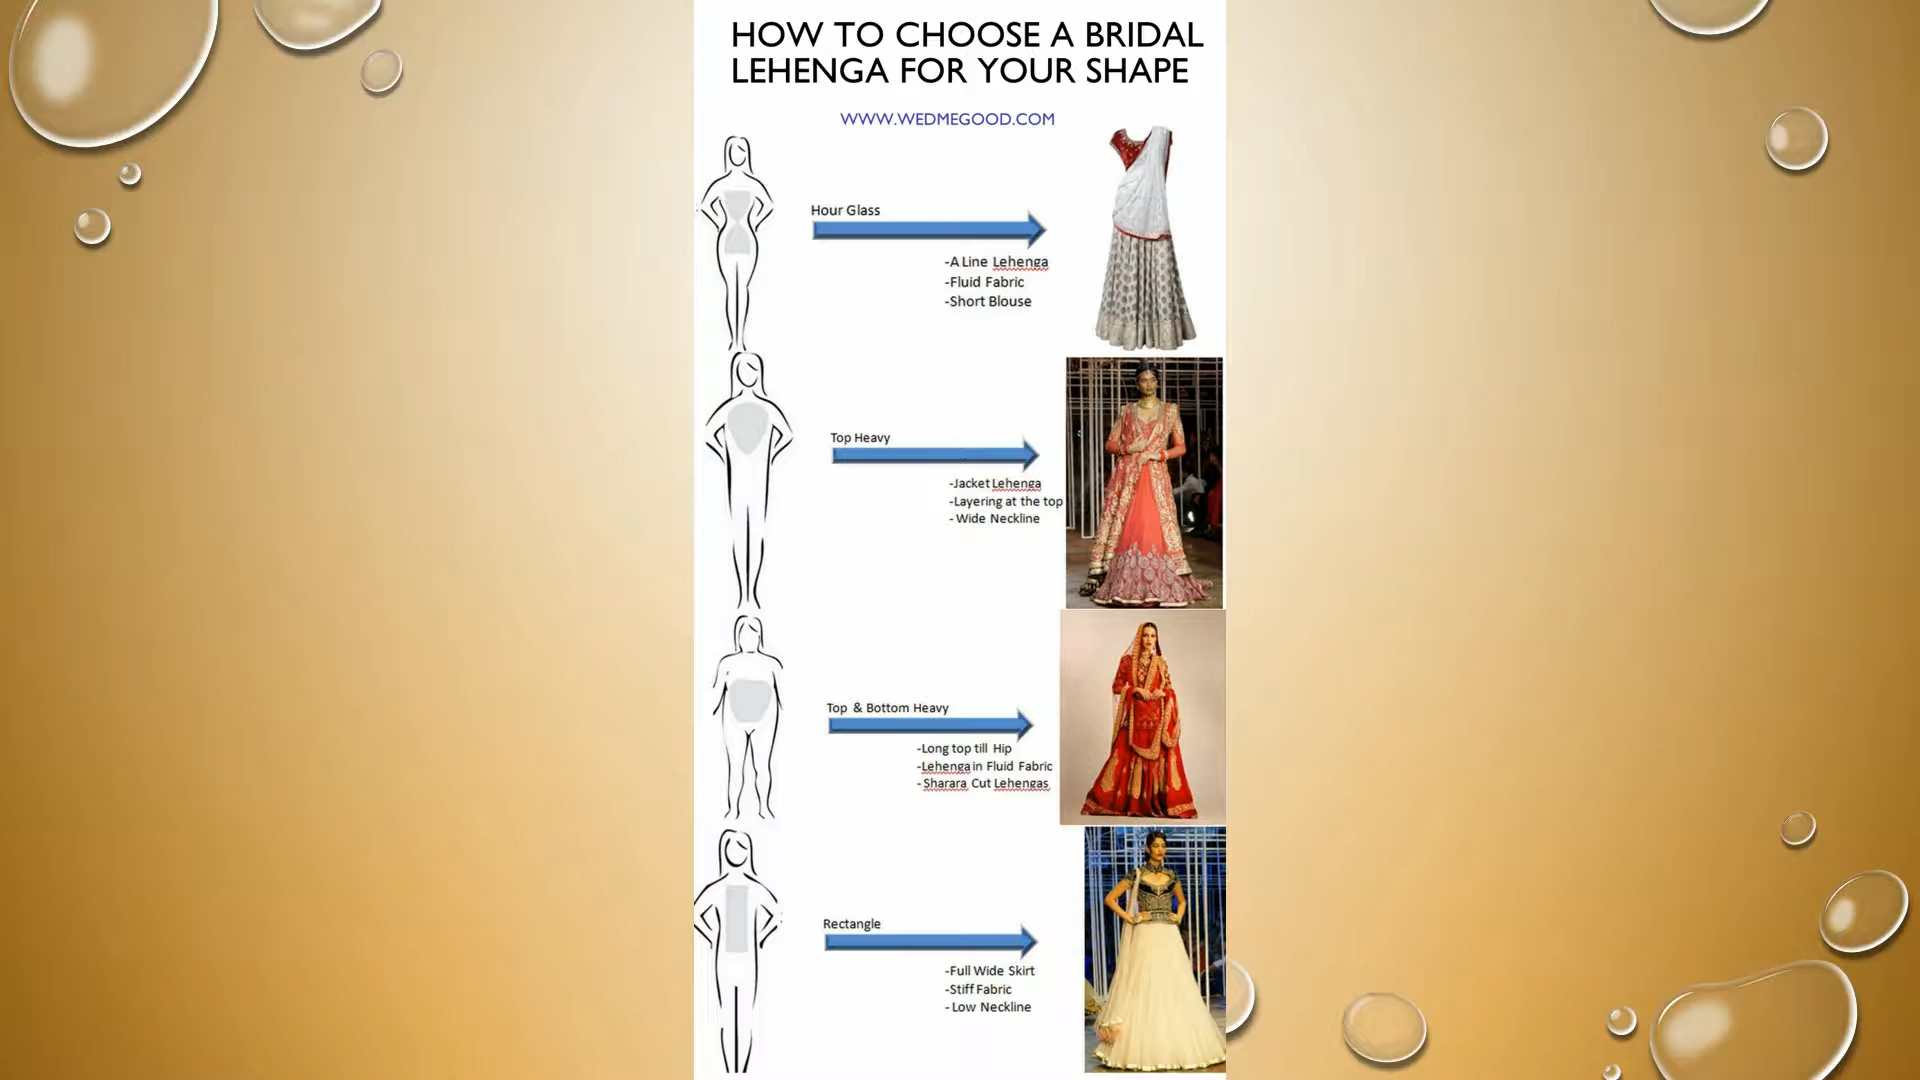 HOW TO CHOOSE A BRIDAL
LEHENGA FOR YOUR SHAPE
WWW.WEDMEGOOD.COM
Hour Glass
-A Line Lehenga
-Fluid Fabric
-Short Blouse
Top Heavy
-Jacket Lehenga
-Layering at the top
- Wide Neckline
Top & Bottom Heavy
-Long top till Hip
-Lehenga in Fluid Fabric
- Sharara Cut Lehengas
Rectangle
-Full Wide Skirt
-Stiff Fabric
- Low Neckline